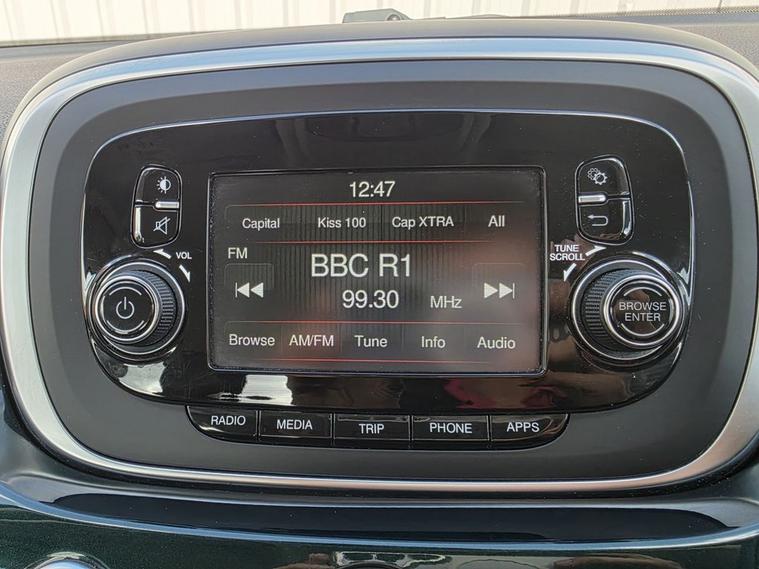 12:47
Capital Kiss 100 Cap XTRA All
VOL
FM
BBC R1
99.30 MHz
TUNE
SCROLL
BROWSE
ENTER
Browse AM/FM Tune Info Audio
RADIO MEDIA TRIP PHONE APPS